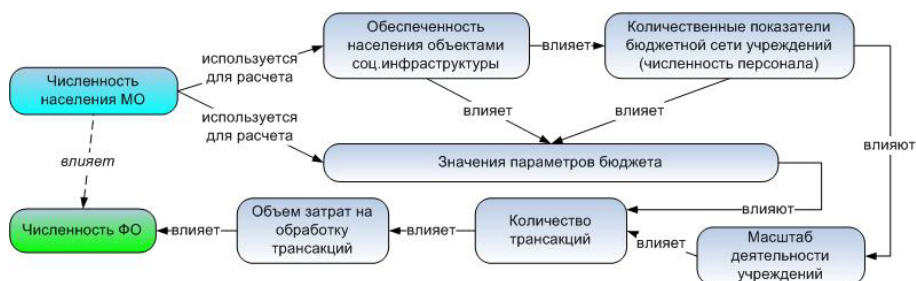 Обеспеченность
населения объектами
соц.инфраструктуры
влияет
Количественные показатели
бюджетной сети учреждений
(численность персонала)
используется
для расчета
Численность
населения МО
используется
для расчета
влияет
влияет
влияют
влияет
Значения параметров бюджета
Численность ФО
влияет
Объем затрат на
обработку
трансакций
влияет
Количество
трансакций
влияют
влияет
Масштаб
деятельности
учреждений